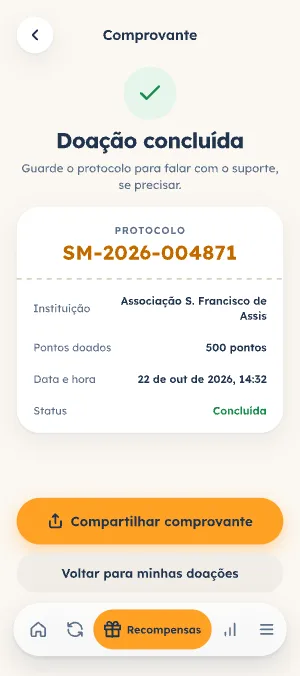 Comprovante
Doação concluída
Guarde o protocolo para falar com o suporte,
se precisar.
PROTOCOLO
SM-2026-004871
Instituição
Associação S. Francisco de
Assis
Pontos doados
500 pontos
Data e hora
22 de out de 2026, 14:32
Status
Concluída
Compartilhar comprovante
Voltar para minhas doações
Recompensas